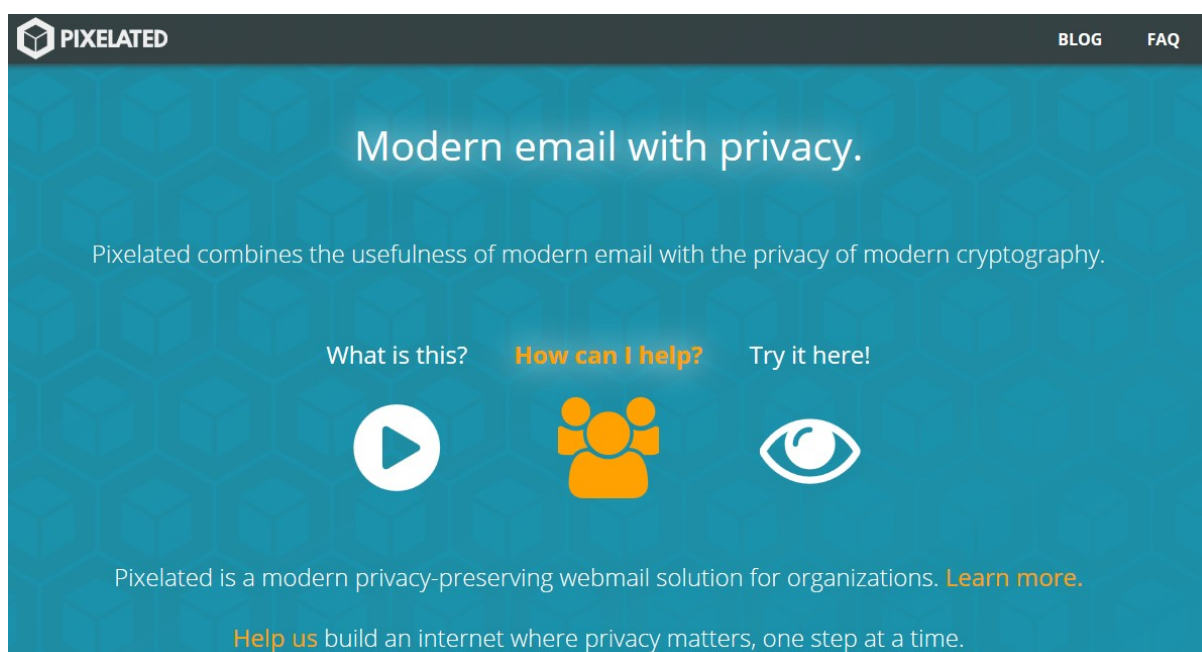 PIXELATED BLOG FAQ
Modern email with privacy.
Pixelated combines the usefulness of modern email with the privacy of modern cryptography.
What is this? How can I help? Try it here!
Pixelated is a modern privacy-preserving webmail solution for organizations. Learn more.
Help us build an internet where privacy matters, one step at a time.